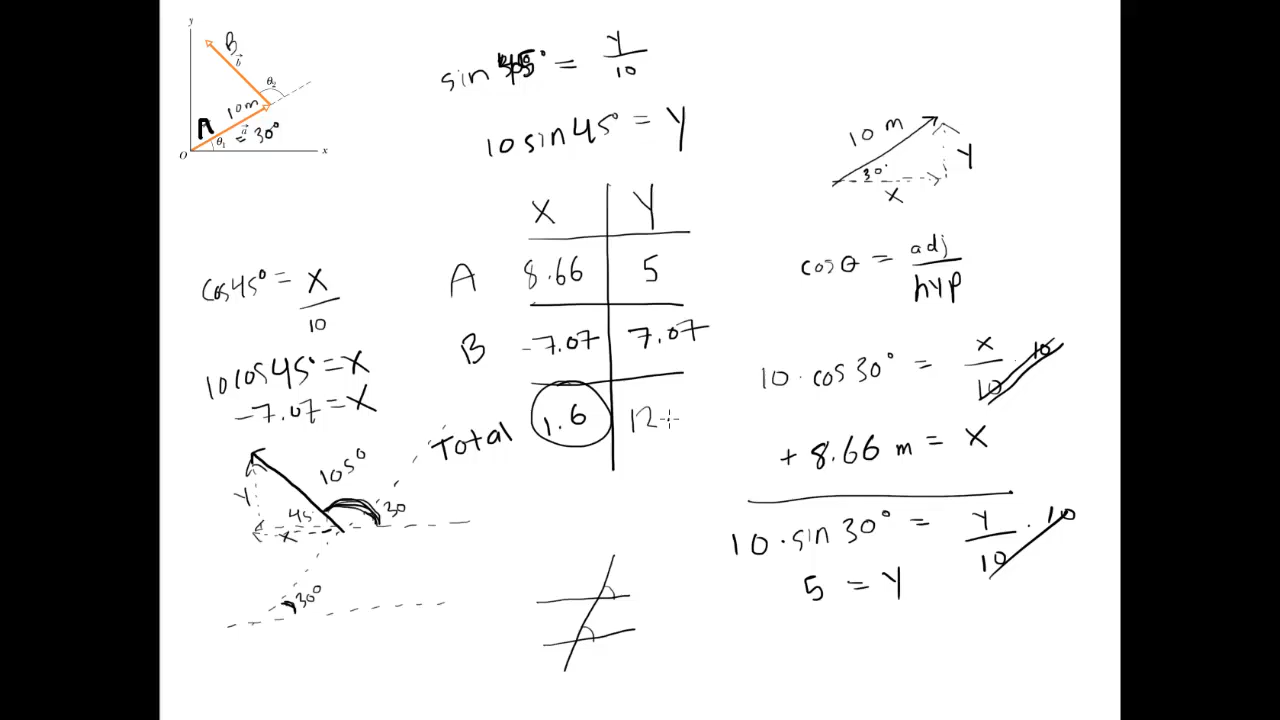 y
B
b
θ2
10 m
A
a
θ1 = 30°
O
x
sin 45° = Y/10
10 sin 45° = Y
X Y
A 8.66 5
B -7.07 7.07
Total 1.6 12
cos 45° = X/10
10 cos 45° = X
-7.07 = X
105°
Y
45
30
X
30°
10 m
Y
30°
X
cos θ = adj/hyp
10 · cos 30° = X/10 · 10
+ 8.66 m = X
10 · sin 30° = Y/10 · 10
5 = Y